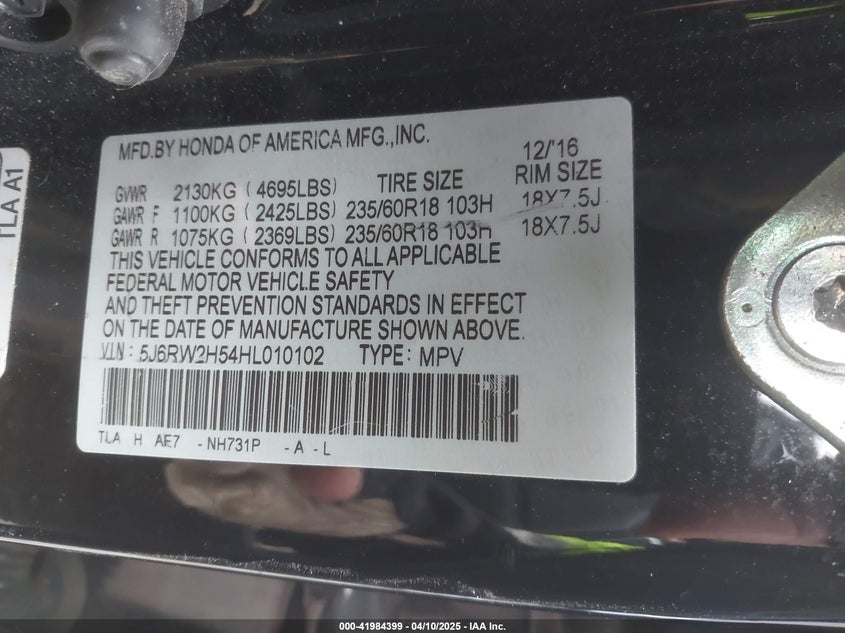 TLA A1
MFD.BY HONDA OF AMERICA MFG.,INC. 12/'16
GVWR 2130KG ( 4695LBS) TIRE SIZE RIM SIZE
GAWR F 1100KG ( 2425LBS) 235/60R18 103H 18X7.5J
GAWR R 1075KG ( 2369LBS) 235/60R18 103H 18X7.5J
THIS VEHICLE CONFORMS TO ALL APPLICABLE
FEDERAL MOTOR VEHICLE SAFETY
AND THEFT PREVENTION STANDARDS IN EFFECT
ON THE DATE OF MANUFACTURE SHOWN ABOVE.
VIN: 5J6RW2H54HL010102 TYPE: MPV
TLA H AE7 -NH731P -A -L
000-41984399 - 04/10/2025 - IAA Inc.